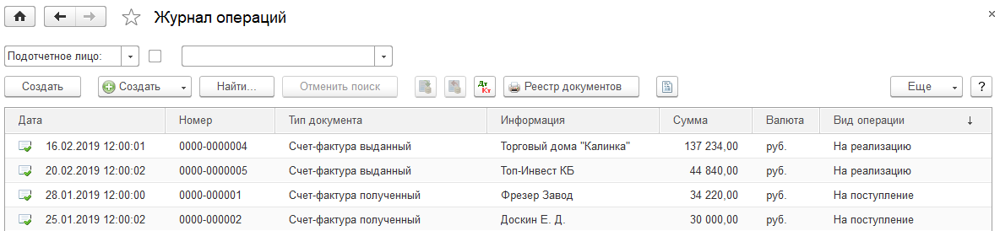 Журнал операций
×
Подотчетное лицо:
Создать Создать Найти... Отменить поиск Дт Кт Реестр документов Еще ?
Дата Номер Тип документа Информация Сумма Валюта Вид операции ↓
16.02.2019 12:00:01 0000-0000004 Счет-фактура выданный Торговый дома "Калинка" 137 234,00 руб. На реализацию
20.02.2019 12:00:02 0000-0000005 Счет-фактура выданный Топ-Инвест КБ 44 840,00 руб. На реализацию
28.01.2019 12:00:00 0000-000001 Счет-фактура полученный Фрезер Завод 34 220,00 руб. На поступление
25.01.2019 12:00:02 0000-000002 Счет-фактура полученный Доскин Е. Д. 30 000,00 руб. На поступление